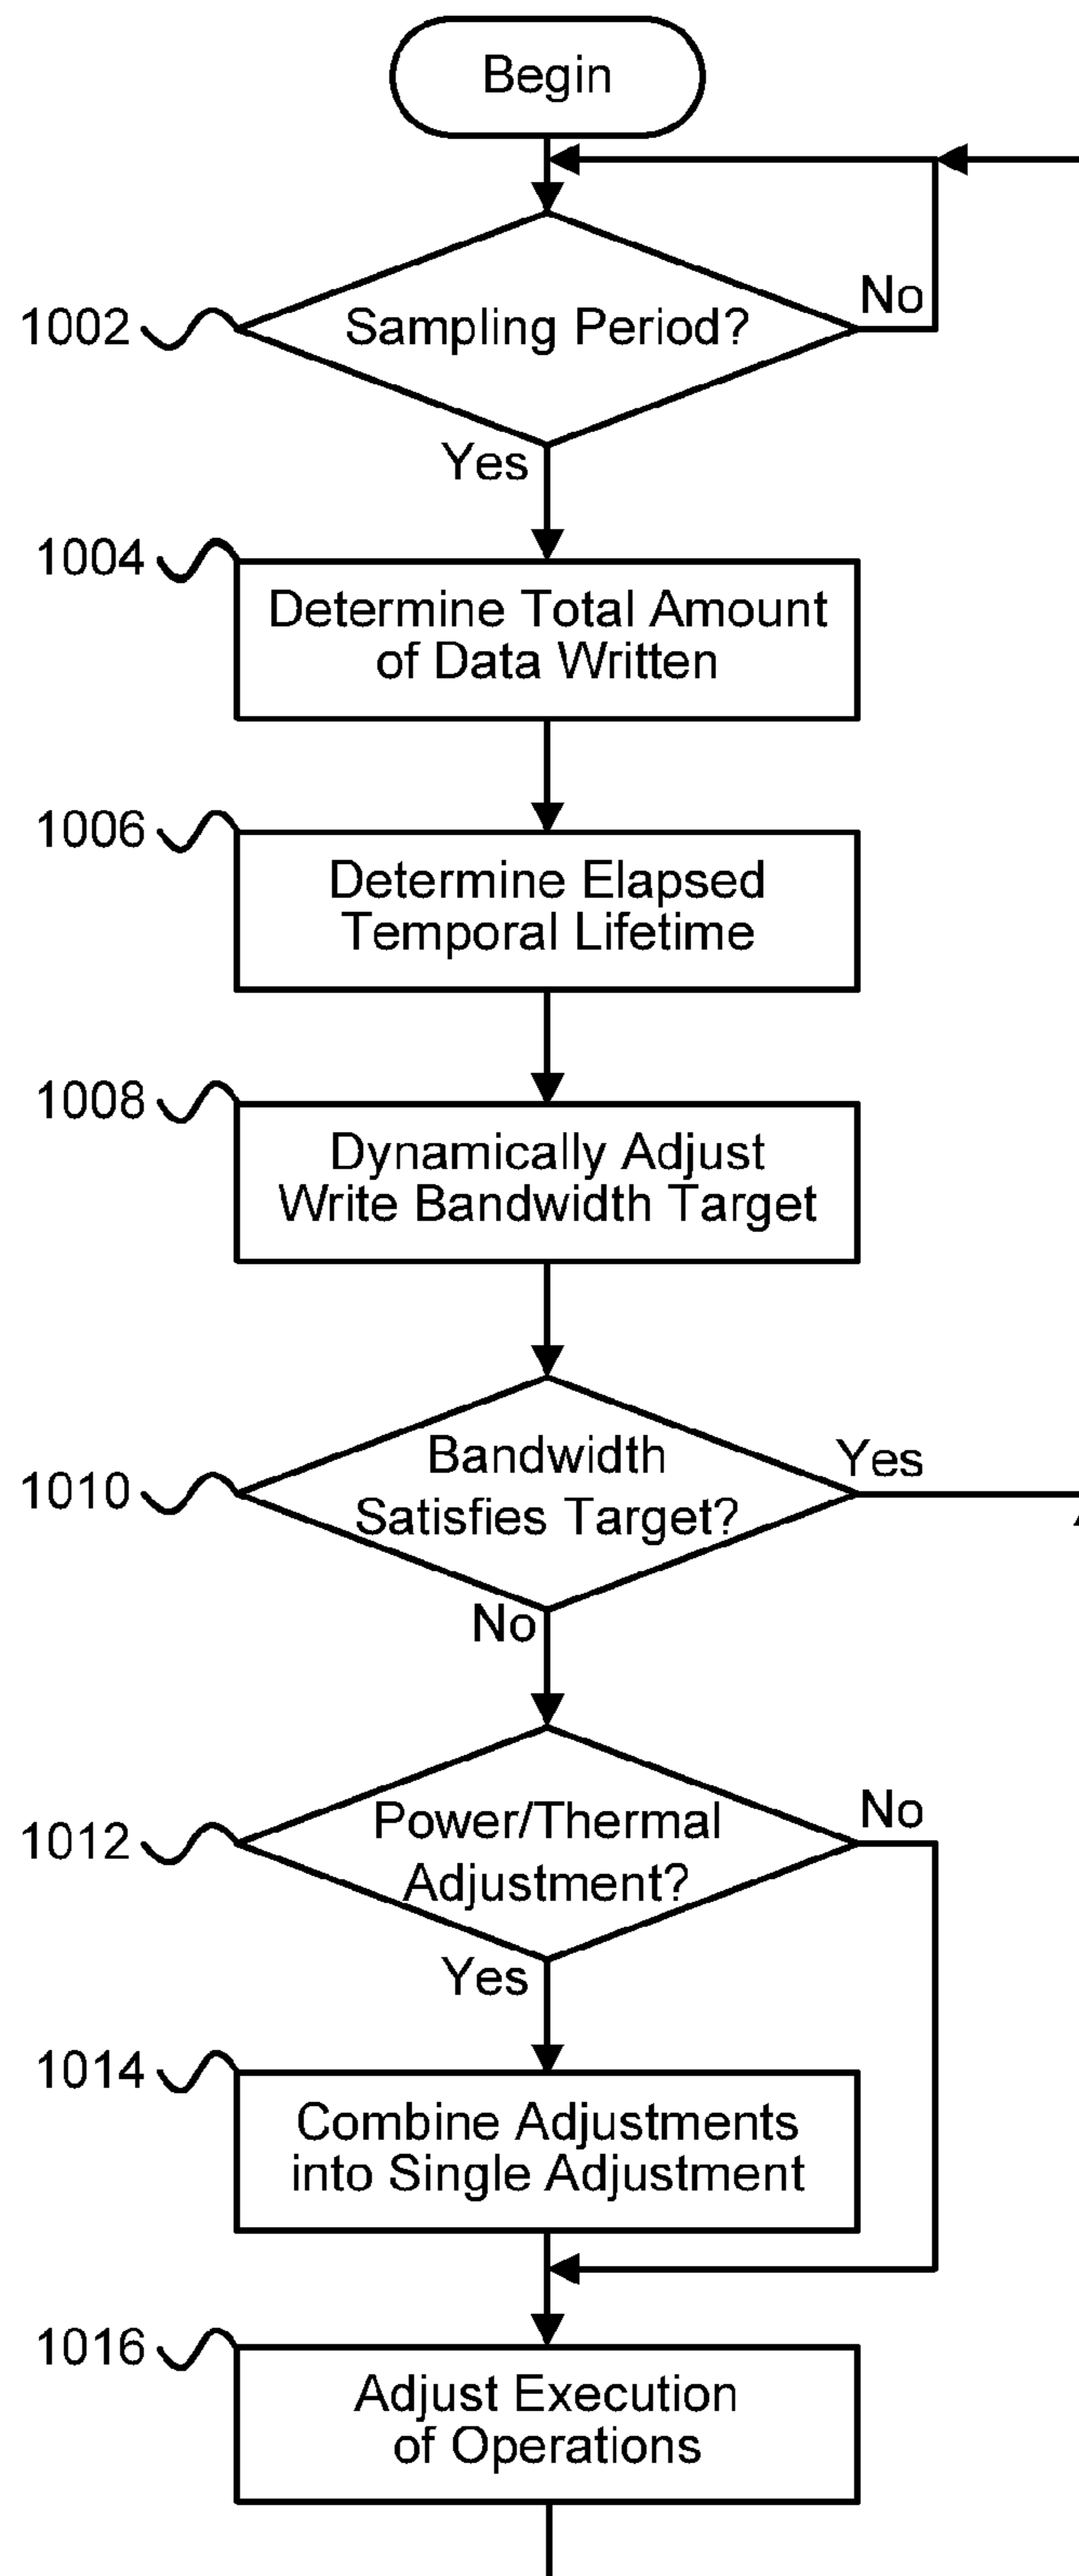 Begin
No
1002
Sampling Period?
Yes
1004
Determine Total Amount
of Data Written
1006
Determine Elapsed
Temporal Lifetime
1008
Dynamically Adjust
Write Bandwidth Target
Yes
1010
Bandwidth
Satisfies Target?
No
1012
Power/Thermal
Adjustment?
No
Yes
1014
Combine Adjustments
into Single Adjustment
1016
Adjust Execution
of Operations